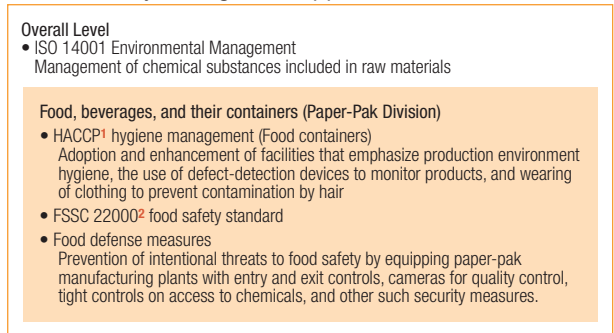 Overall Level
• ISO 14001 Environmental Management
Management of chemical substances included in raw materials
Food, beverages, and their containers (Paper-Pak Division)
• HACCP1 hygiene management (Food containers)
Adoption and enhancement of facilities that emphasize production environment
hygiene, the use of defect-detection devices to monitor products, and wearing
of clothing to prevent contamination by hair
• FSSC 220002 food safety standard
• Food defense measures
Prevention of intentional threats to food safety by equipping paper-pak
manufacturing plants with entry and exit controls, cameras for quality control,
tight controls on access to chemicals, and other such security measures.